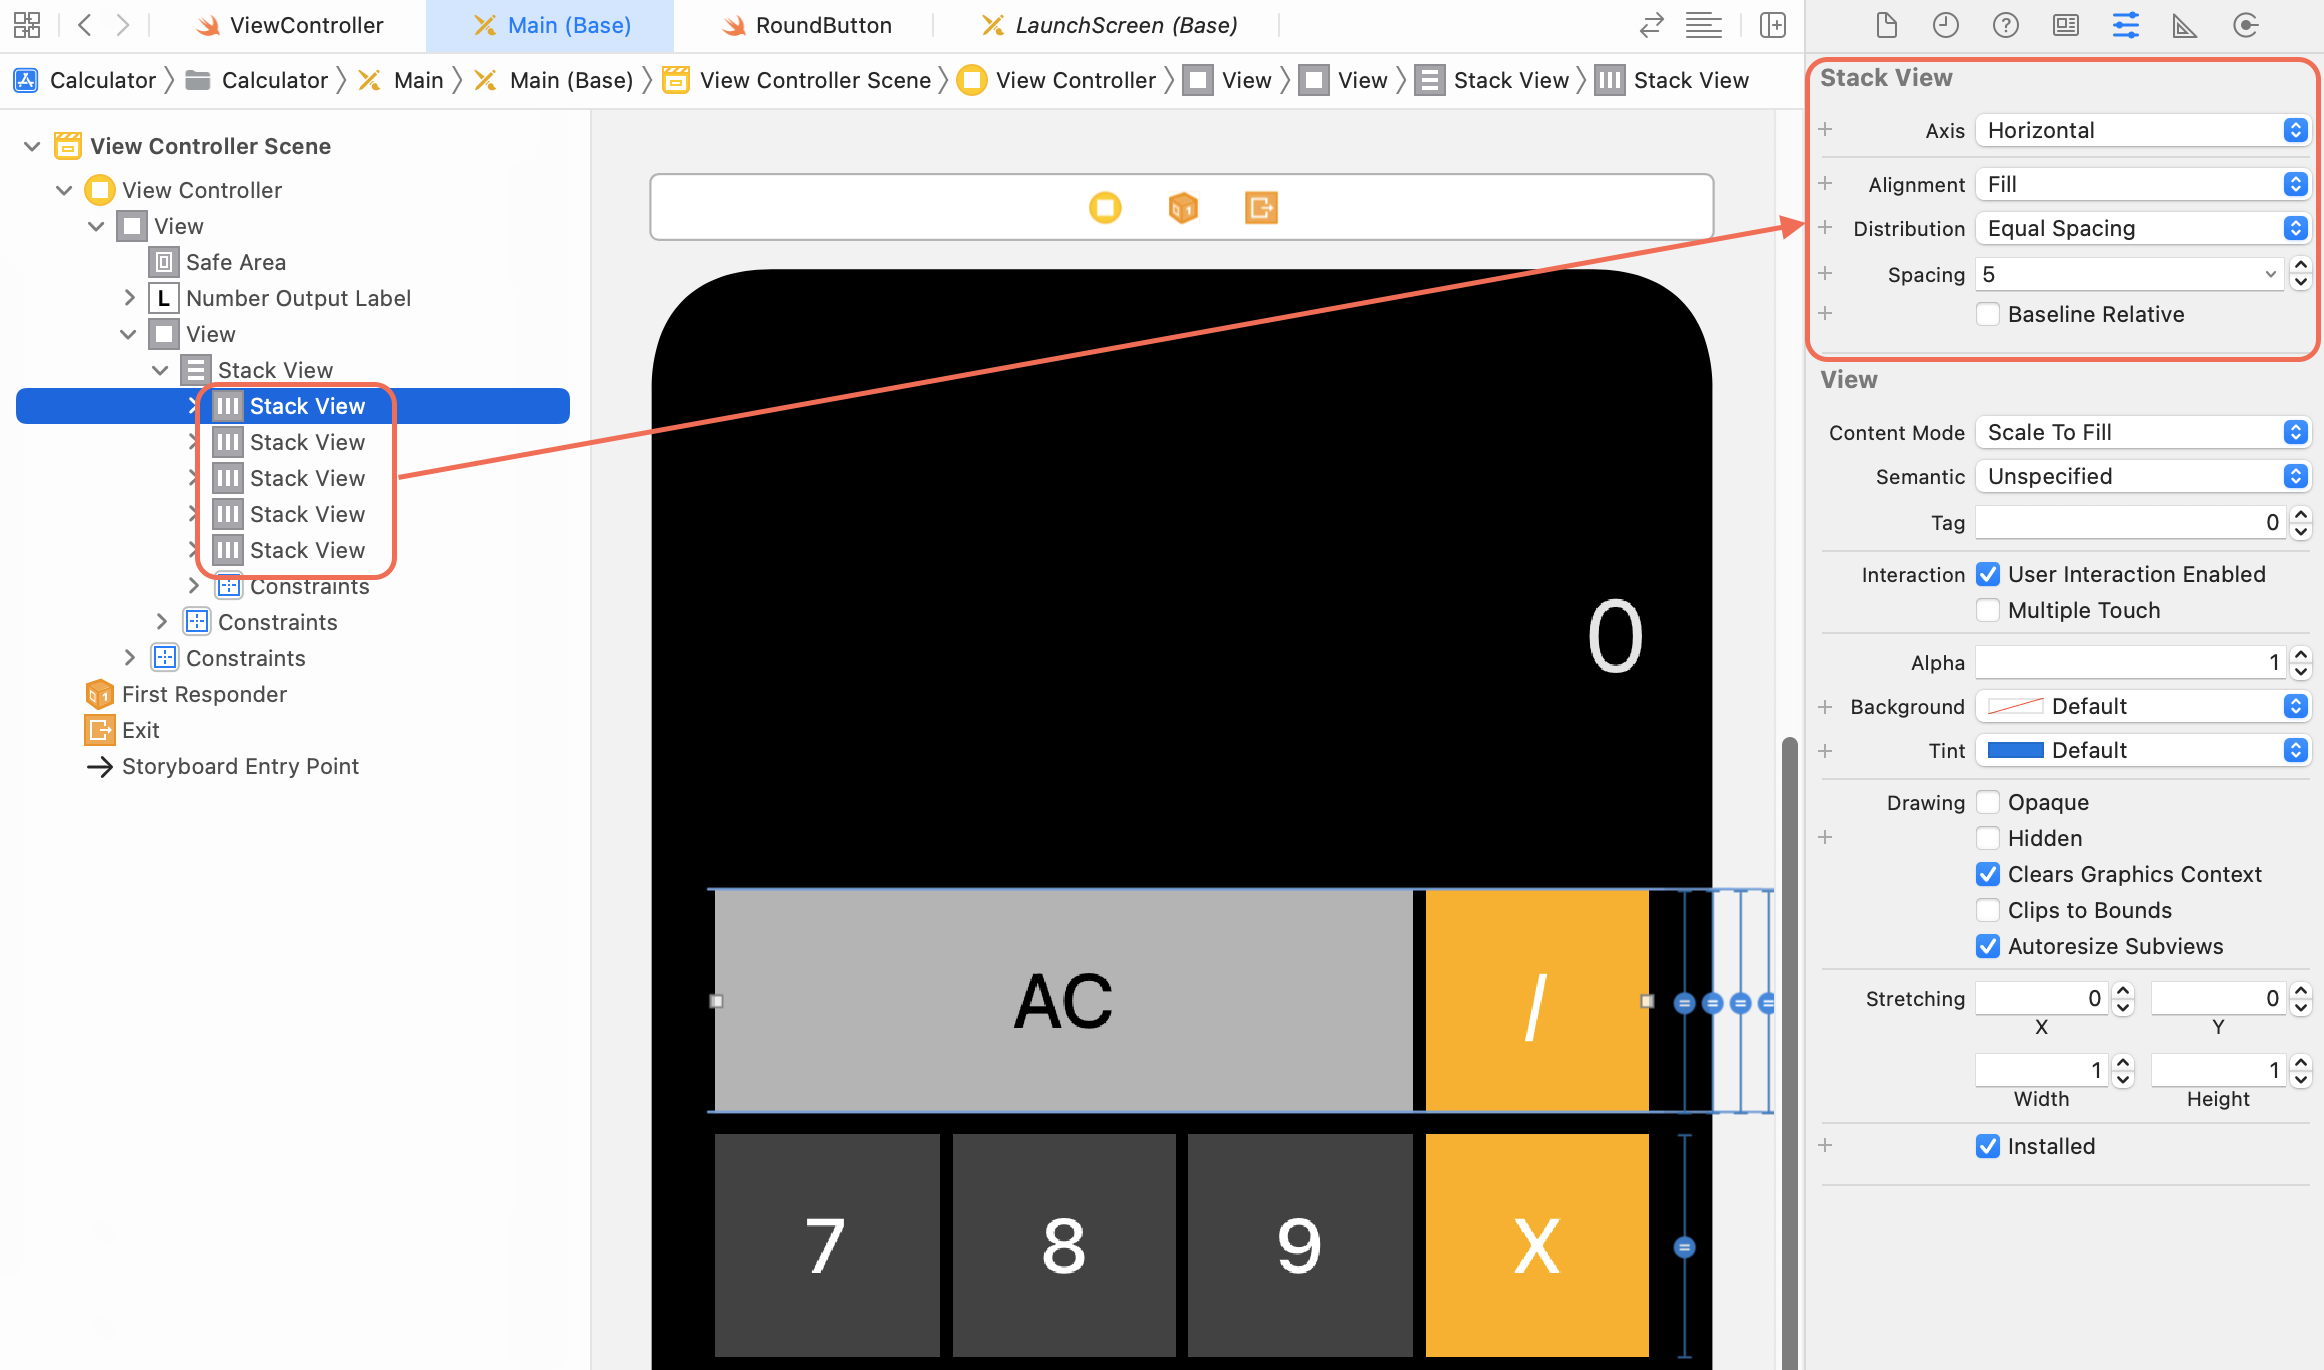 ViewController
Main (Base)
RoundButton
LaunchScreen (Base)
Calculator
Calculator
Main
Main (Base)
View Controller Scene
View Controller
View
View
Stack View
Stack View
View Controller Scene
View Controller
View
Safe Area
L Number Output Label
View
Stack View
Stack View
Stack View
Stack View
Stack View
Stack View
Constraints
Constraints
Constraints
First Responder
Exit
Storyboard Entry Point
0
AC
/
7
8
9
X
Stack View
Axis Horizontal
Alignment Fill
Distribution Equal Spacing
Spacing 5
Baseline Relative
View
Content Mode Scale To Fill
Semantic Unspecified
Tag 0
Interaction User Interaction Enabled
Multiple Touch
Alpha 1
Background Default
Tint Default
Drawing Opaque
Hidden
Clears Graphics Context
Clips to Bounds
Autoresize Subviews
Stretching 0 0
X Y
1 1
Width Height
Installed